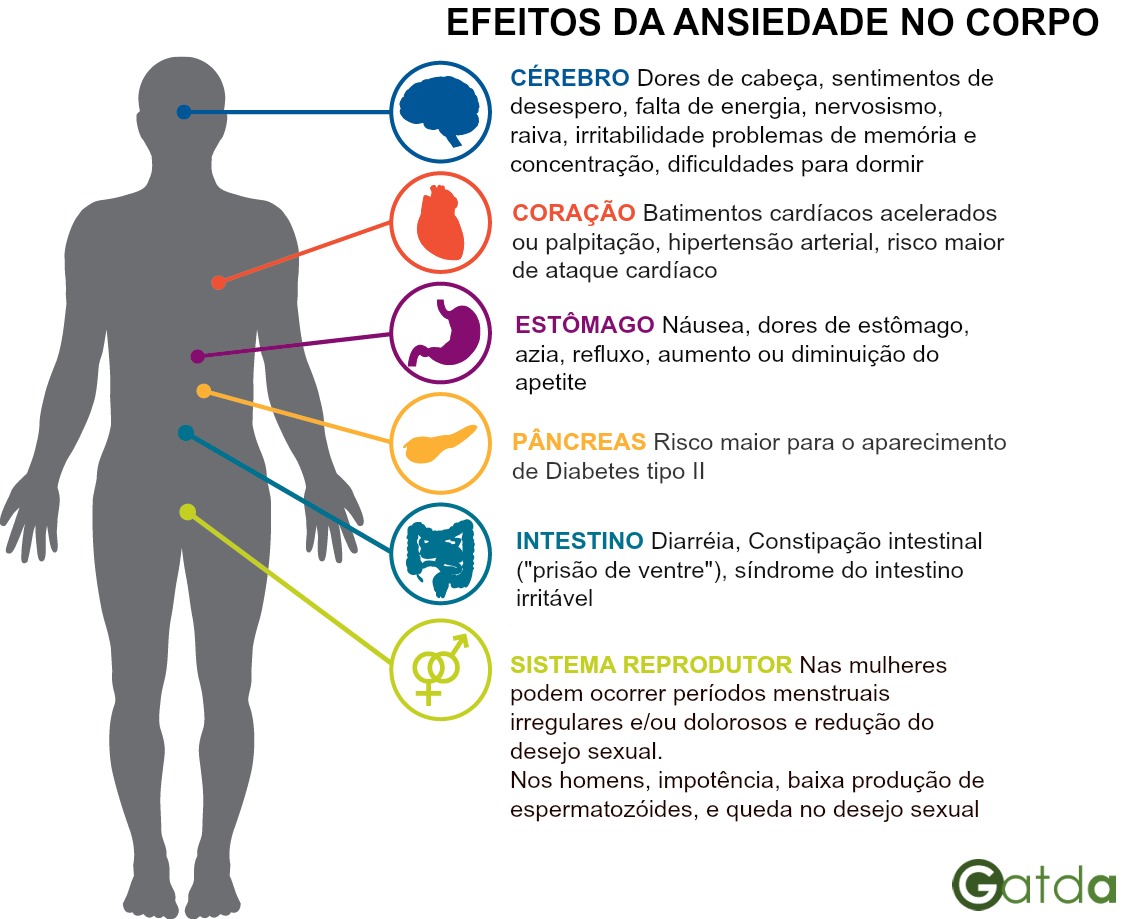 EFEITOS DA ANSIEDADE NO CORPO
CÉREBRO Dores de cabeça, sentimentos de
desespero, falta de energia, nervosismo,
raiva, irritabilidade problemas de memória e
concentração, dificuldades para dormir
CORAÇÃO Batimentos cardíacos acelerados
ou palpitação, hipertensão arterial, risco maior
de ataque cardíaco
ESTÔMAGO Náusea, dores de estômago,
azia, refluxo, aumento ou diminuição do
apetite
PÂNCREAS Risco maior para o aparecimento
de Diabetes tipo II
INTESTINO Diarréia, Constipação intestinal
("prisão de ventre"), síndrome do intestino
irritável
SISTEMA REPRODUTOR Nas mulheres
podem ocorrer períodos menstruais
irregulares e/ou dolorosos e redução do
desejo sexual.
Nos homens, impotência, baixa produção de
espermatozóides, e queda no desejo sexual
Gatda